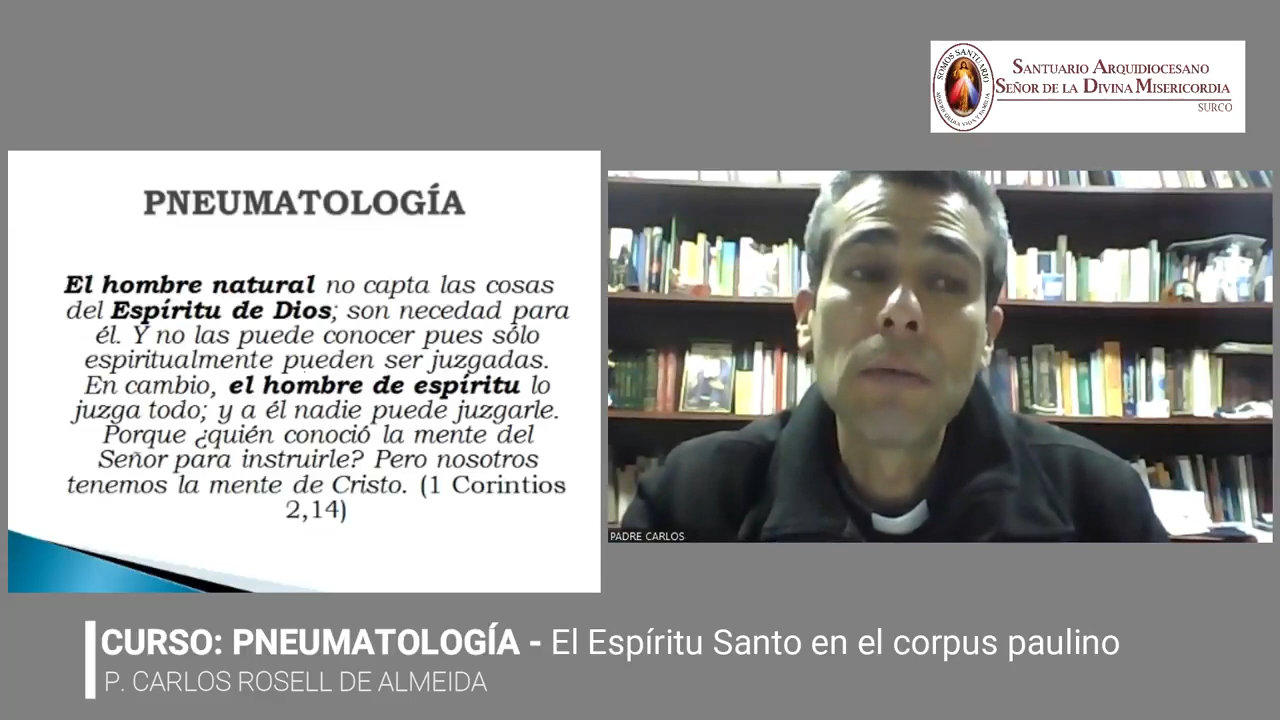 SOMOS SANTUARIO
SANTUARIO ARQUIDIOCESANO
SEÑOR DE LA DIVINA MISERICORDIA
SURCO
PNEUMATOLOGÍA
El hombre natural no capta las cosas
del Espíritu de Dios; son necedad para
él. Y no las puede conocer pues sólo
espiritualmente pueden ser juzgadas.
En cambio, el hombre de espíritu lo
juzga todo; y a él nadie puede juzgarle.
Porque ¿quién conoció la mente del
Señor para instruirle? Pero nosotros
tenemos la mente de Cristo. (1 Corintios
2,14)
PADRE CARLOS
CURSO: PNEUMATOLOGÍA - El Espíritu Santo en el corpus paulino
P. CARLOS ROSELL DE ALMEIDA